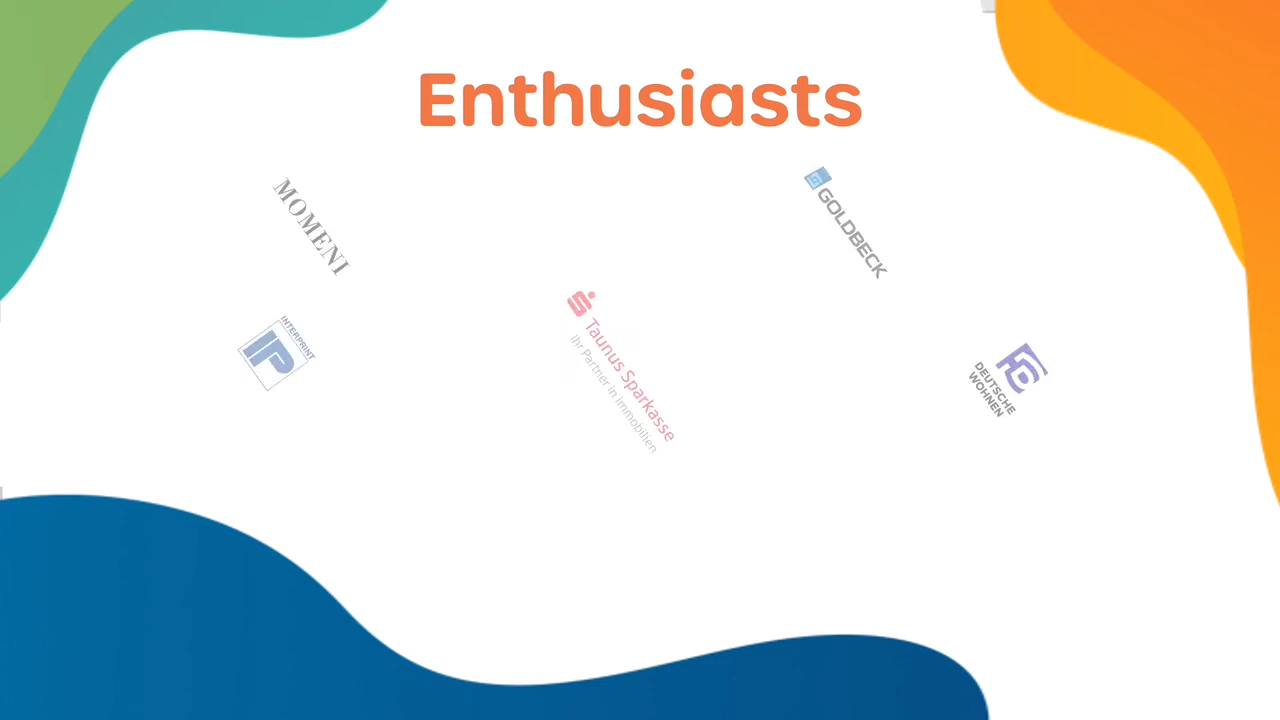 Enthusiasts
MOMENI
GOLDBECK
INTERPRINT
IP
Taunus Sparkasse
Ihr Partner in Immobilien
DEUTSCHE
WOHNEN